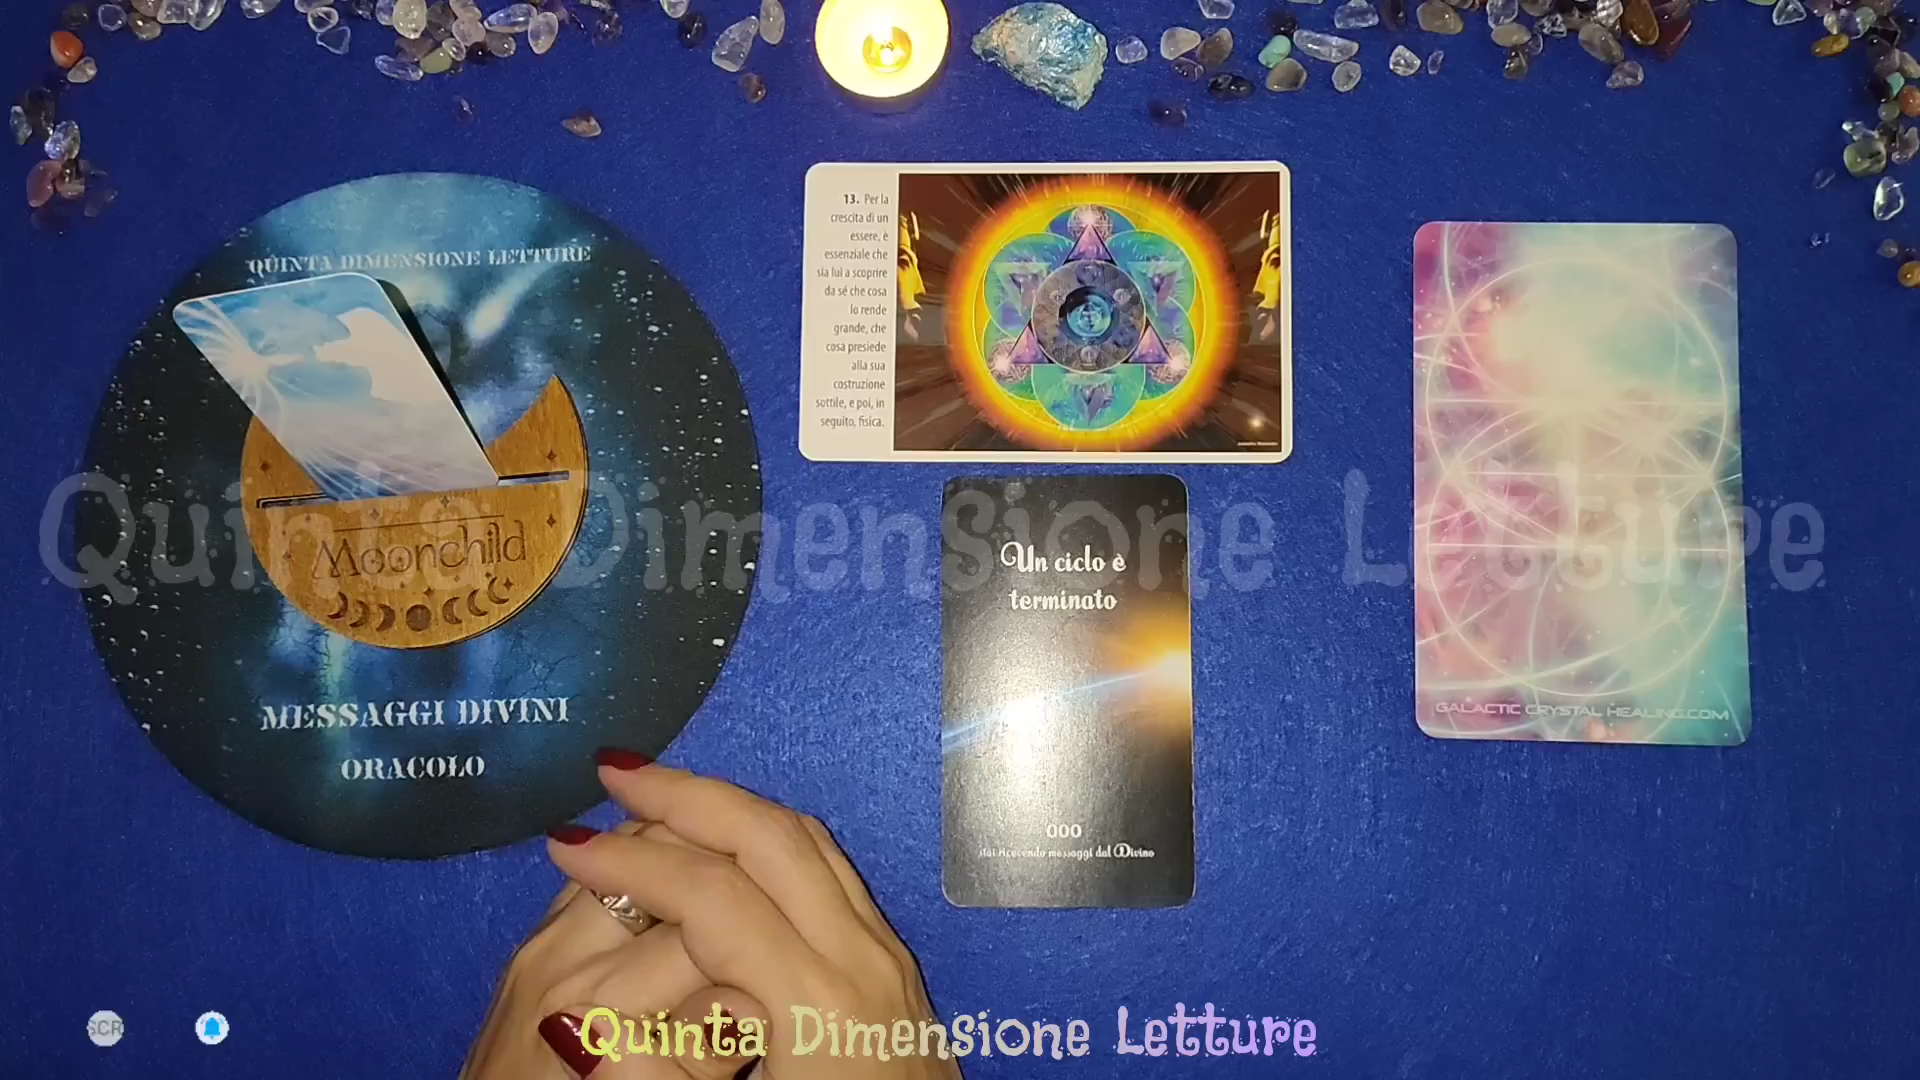 QUINTA DIMENSIONE LETTURE
Moonchild
MESSAGGI DIVINI
ORACOLO
13. Per la
crescita di un
essere, è
essenziale che
sia lui a scoprire
da sé che cosa
lo rende
grande, che
cosa presiede
alla sua
costruzione
sottile, e poi, in
seguito, fisica.
Un ciclo è
terminato
000
stai ricevendo messaggi dal Divino
GALACTIC CRYSTAL HEALING.COM
Quinta Dimensione Letture
SCR
Quinta Dimensione Letture